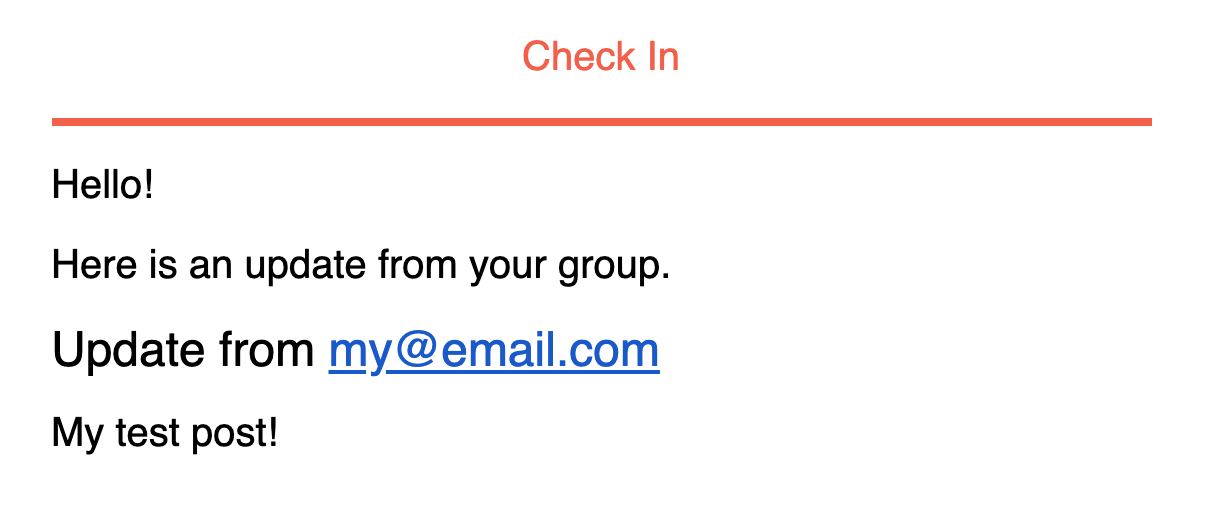 Check In
Hello!
Here is an update from your group.
Update from my@email.com
My test post!